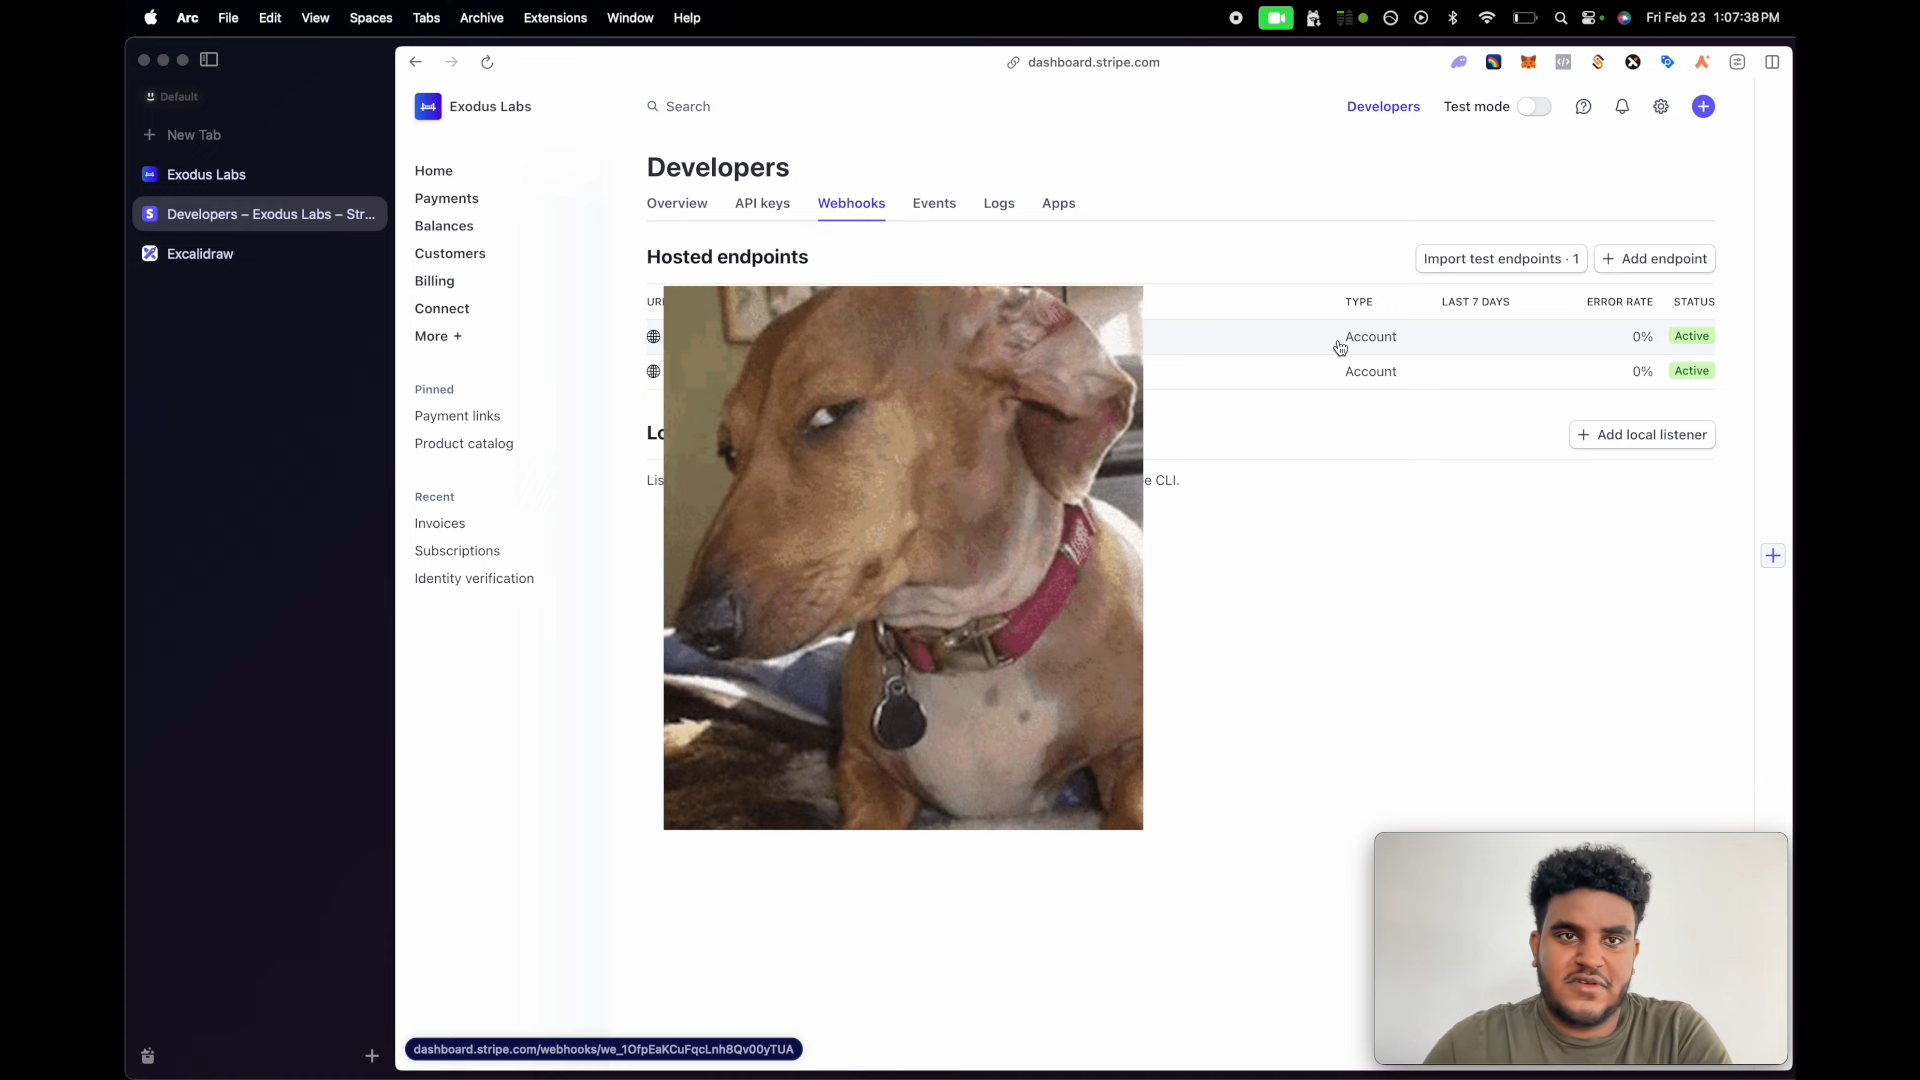 Arc File Edit View Spaces Tabs Archive Extensions Window Help Fri Feb 23 1:07:38 PM
dashboard.stripe.com
Default
New Tab
Exodus Labs
Developers – Exodus Labs – Str...
Excalidraw
Exodus Labs
Search
Developers
Test mode
Home
Payments
Balances
Customers
Billing
Connect
More +
Pinned
Payment links
Product catalog
Recent
Invoices
Subscriptions
Identity verification
Developers
Overview API keys Webhooks Events Logs Apps
Hosted endpoints
Import test endpoints · 1
+ Add endpoint
TYPE LAST 7 DAYS ERROR RATE STATUS
Account 0% Active
Account 0% Active
+ Add local listener
Lis
e CLI.
dashboard.stripe.com/webhooks/we_1OfpEaKCuFqcLnh8Qv00yTUA